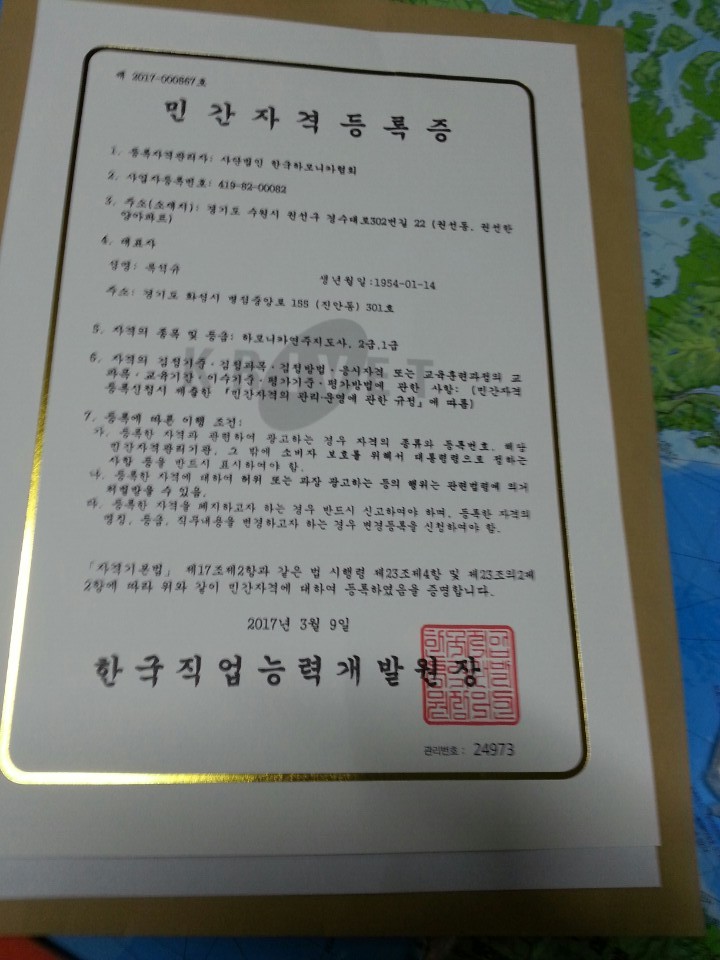 제 2017-000867호
민간자격등록증
1. 등록자격관리자: 사단법인 한국하모니카협회
2. 사업자등록번호: 419-82-00082
3. 주소(소재지): 경기도 수원시 권선구 경수대로302번길 22 (권선동, 권선한
양아파트)
4. 대표자
성명: 석규
생년월일:1954-01-14
주소: 경기도 화성시 병점중앙로 155 (진안동) 301호
KRIVET
5. 자격의 종목 및 등급: 하모니카연주지도사, 2급,1급
6. 자격의 검정기준·검정과목·검정방법·응시자격 또는 교육훈련과정의 교
과목·교육기간·이수기준·평가기준·평가방법에 관한 사항: (민간자격
등록신청시 제출한 「민간자격의 관리·운영에 관한 규정」에 따름)
7. 등록에 따른 이행 조건:
가. 등록한 자격과 관련하여 광고하는 경우 자격의 종류와 등록번호, 해당
민간자격관리기관, 그 밖에 소비자 보호를 위해서 대통령령으로 정하는
사항 등을 반드시 표시하여야 함.
나. 등록한 자격에 대하여 허위 또는 과장 광고하는 등의 행위는 관련법령에 의거
처벌받을 수 있음.
다. 등록한 자격을 폐지하고자 하는 경우 반드시 신고하여야 하며, 등록한 자격의
명칭, 등급, 직무내용을 변경하고자 하는 경우 변경등록을 신청하여야 함.
「자격기본법」 제17조제2항과 같은 법 시행령 제23조제4항 및 제23조의2제
2항에 따라 위와 같이 민간자격에 대하여 등록하였음을 증명합니다.
2017년 3월 9일
한국직업능력개발원장
관리번호: 24973